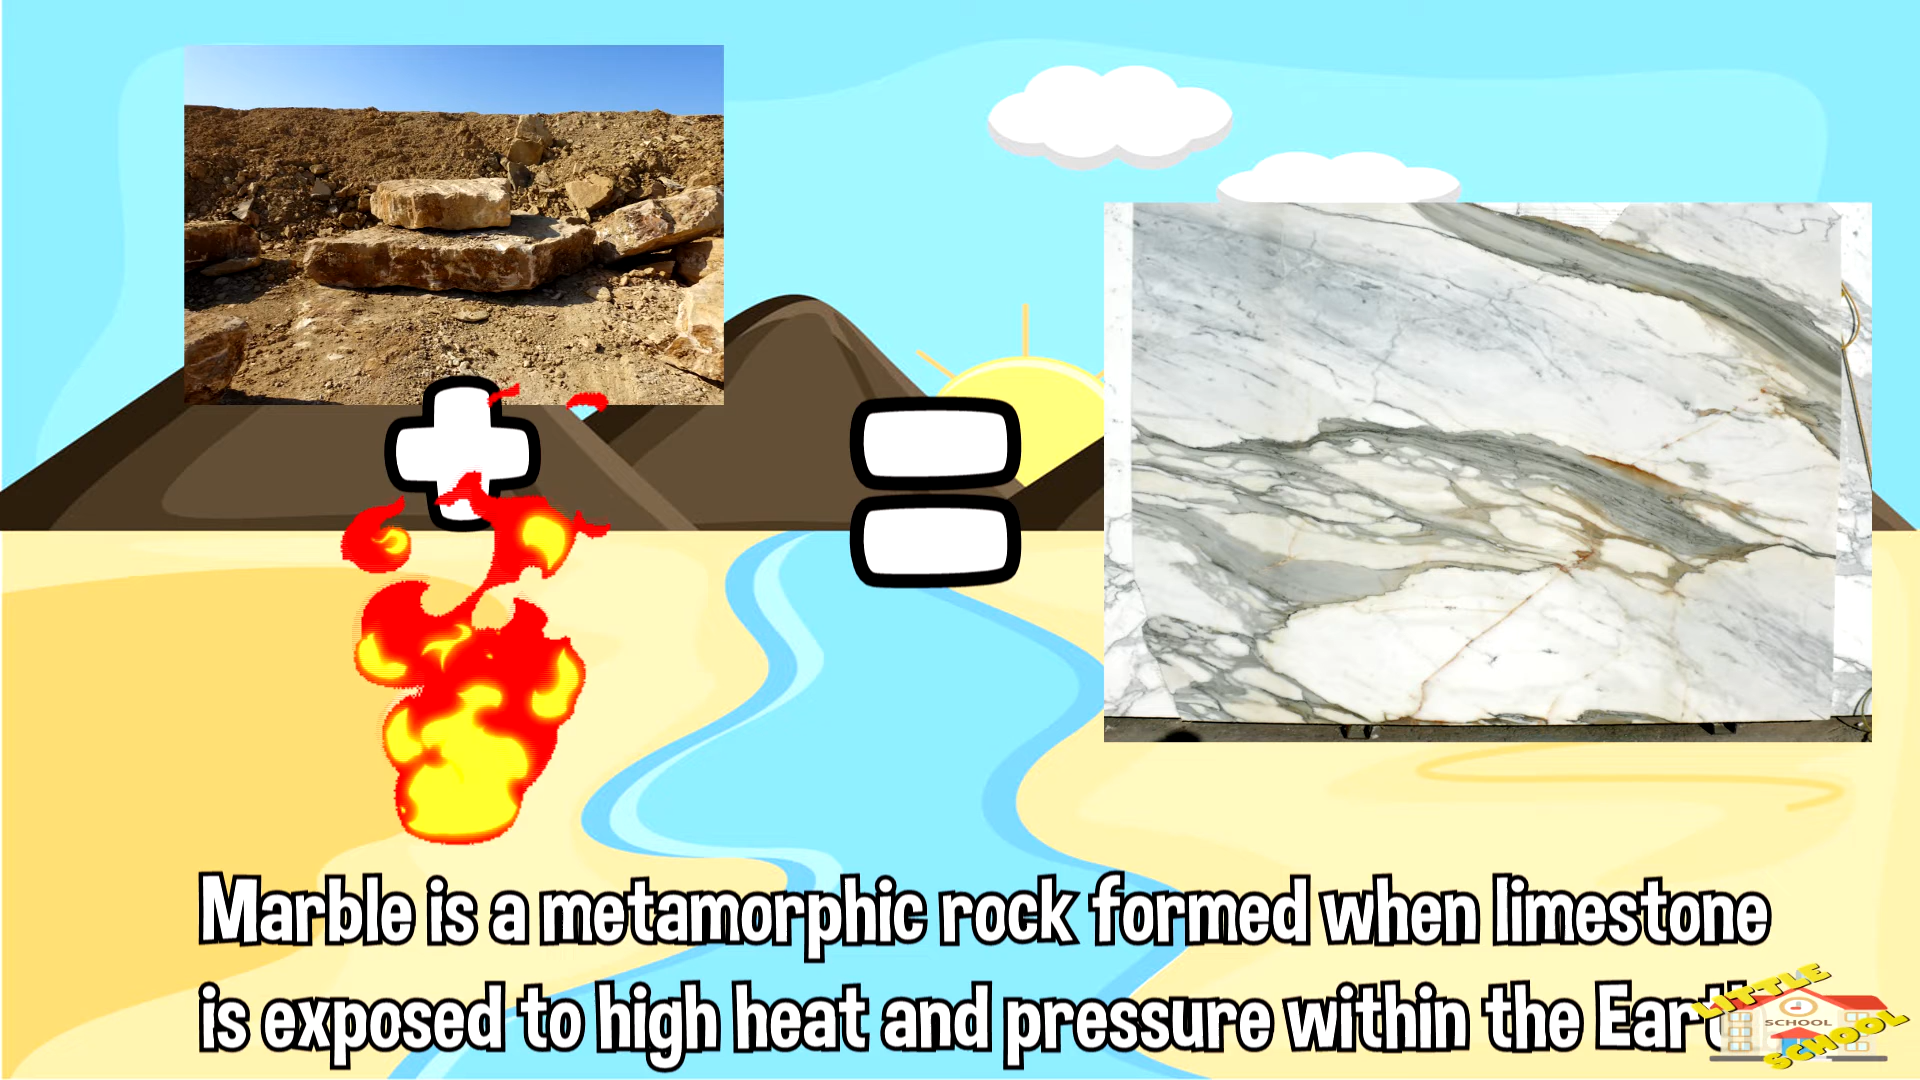 Marble is a metamorphic rock formed when limestone
is exposed to high heat and pressure within the Earth
LITTLE
SCHOOL
SCHOOL